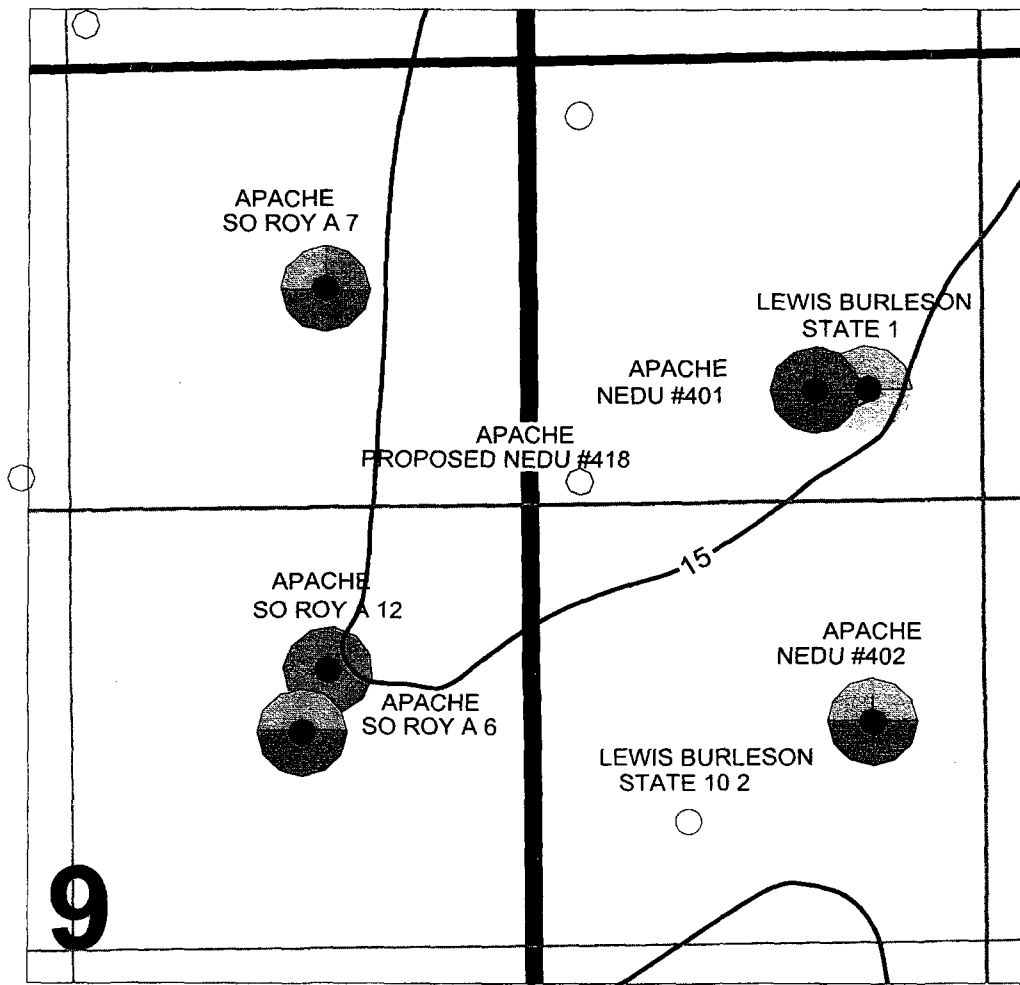 APACHE
SO ROY A 7
LEWIS BURLESON
STATE 1
APACHE
NEDU #401
APACHE
PROPOSED NEDU #418
15
APACHE
SO ROY A 12
APACHE
NEDU #402
APACHE
SO ROY A 6
LEWIS BURLESON
STATE 10 2
9